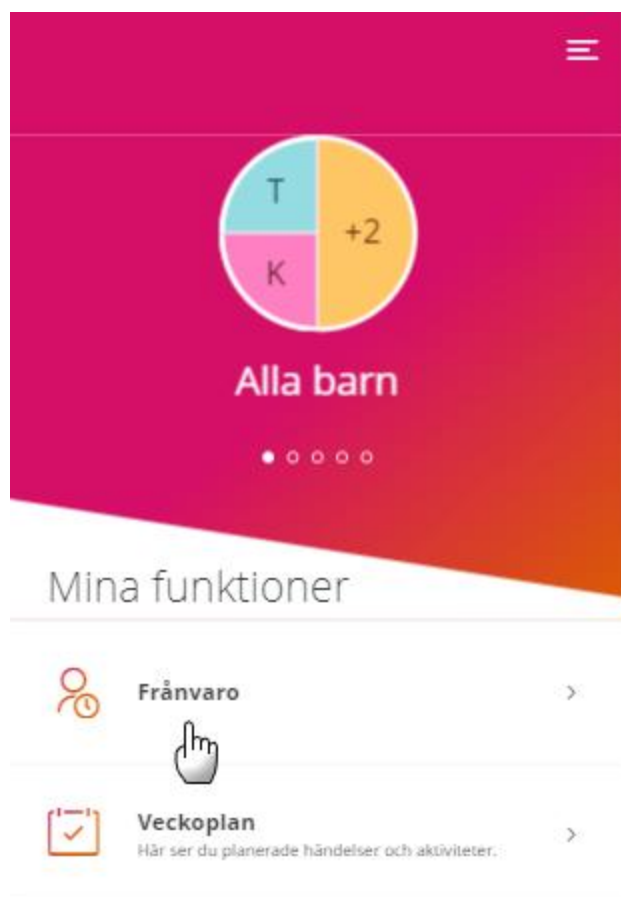 T
+2
K
Alla barn
Mina funktioner
Frånvaro
Veckoplan
Här ser du planerade händelser och aktiviteter.